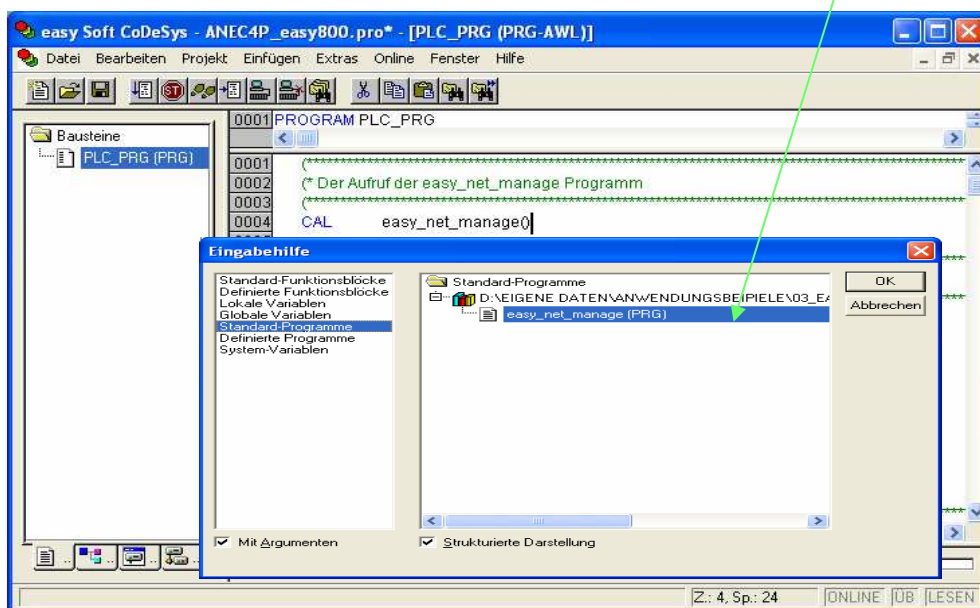 easy Soft CoDeSys - ANEC4P_easy800.pro* - [PLC_PRG (PRG-AWL)]
Datei Bearbeiten Projekt Einfügen Extras Online Fenster Hilfe
Bausteine
PLC_PRG (PRG)
0001 PROGRAM PLC_PRG
0001 (************************************************************************
0002 (* Der Aufruf der easy_net_manage Programm
0003 (************************************************************************
0004 CAL easy_net_manage()
Eingabehilfe
Standard-Funktionsblöcke
Definierte Funktionsblöcke
Lokale Variablen
Globale Variablen
Standard-Programme
Definierte Programme
System-Variablen
Standard-Programme
D:\EIGENE DATEN\ANWENDUNGSBEIPIELE\03_EA
easy_net_manage (PRG)
OK
Abbrechen
Mit Argumenten
Strukturierte Darstellung
Z.: 4, Sp.: 24 ONLINE ÜB LESEN